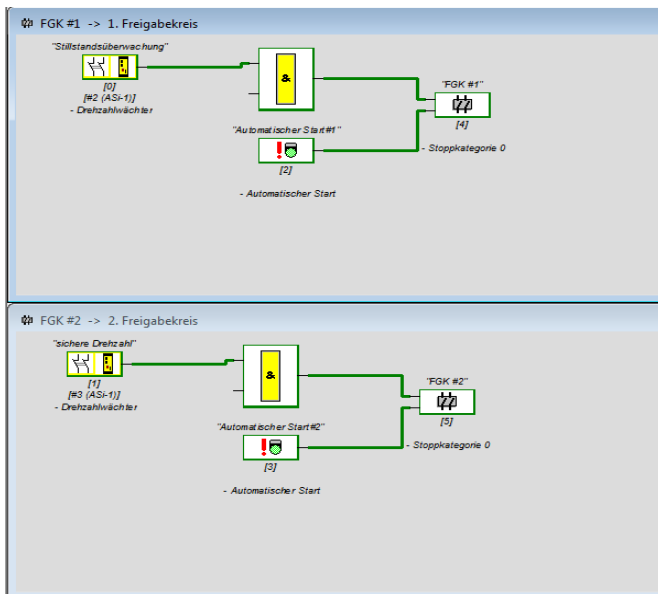 FGK #1 -> 1. Freigabekreis
"Stillstandsüberwachung"
[0]
[#2 (ASi-1)]
- Drehzahlwächter
&
"FGK #1"
[4]
- Stoppkategorie 0
"Automatischer Start#1"
[2]
- Automatischer Start
FGK #2 -> 2. Freigabekreis
"sichere Drehzahl"
[1]
[#3 (ASi-1)]
- Drehzahlwächter
&
"FGK #2"
[5]
- Stoppkategorie 0
"Automatischer Start#2"
[3]
- Automatischer Start